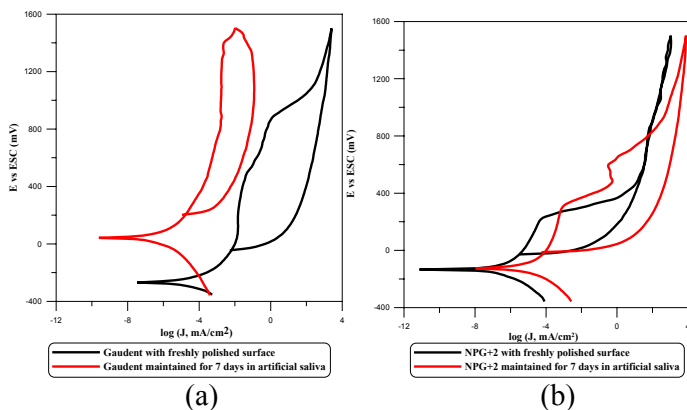 1600
1200
800
400
0
-400
E vs ESC (mV)
-12
-8
-4
0
4
log (J, mA/cm2)
Gaudent with freshly polished surface
Gaudent maintained for 7 days in artificial saliva
(a)
1600
1200
800
400
0
-400
E vs ESC (mV)
-12
-8
-4
0
4
log (J, mA/cm²)
NPG+2 with freshly polished surface
NPG+2 maintained for 7 days in artificial saliva
(b)